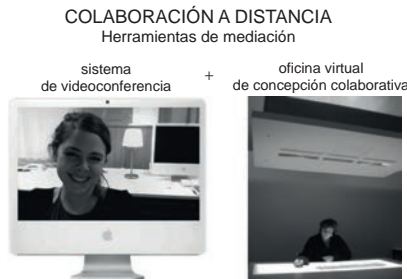 COLABORACIÓN A DISTANCIA
Herramientas de mediación
sistema
de videoconferencia
+
oficina virtual
de concepción colaborativa